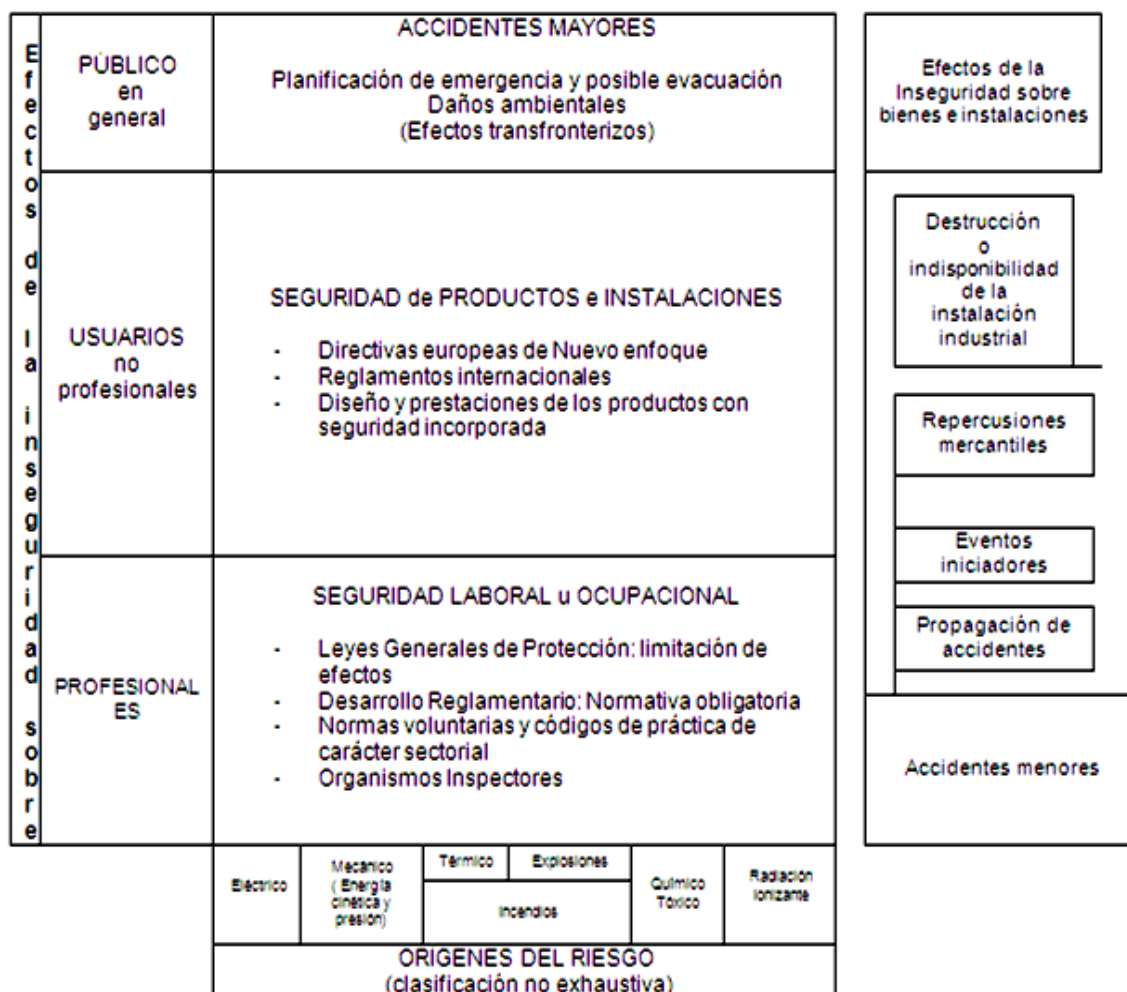 Efectos de la inseguridad sobre
PÚBLICO
en
general
ACCIDENTES MAYORES
Planificación de emergencia y posible evacuación
Daños ambientales
(Efectos transfronterizos)
USUARIOS
no
profesionales
SEGURIDAD de PRODUCTOS e INSTALACIONES
- Directivas europeas de Nuevo enfoque
- Reglamentos internacionales
- Diseño y prestaciones de los productos con
seguridad incorporada
PROFESIONAL
ES
SEGURIDAD LABORAL u OCUPACIONAL
- Leyes Generales de Protección: limitación de
efectos
- Desarrollo Reglamentario: Normativa obligatoria
- Normas voluntarias y códigos de práctica de
carácter sectorial
- Organismos Inspectores
Eléctrico
Mecánico
( Energía
cinética y
presión)
Térmico
Explosiones
Incendios
Químico
Tóxico
Radiación
Ionizante
ORIGENES DEL RIESGO
(clasificación no exhaustiva)
Efectos de la
Inseguridad sobre
bienes e instalaciones
Destrucción
o
indisponibilidad
de la
instalación
industrial
Repercusiones
mercantiles
Eventos
iniciadores
Propagación de
accidentes
Accidentes menores